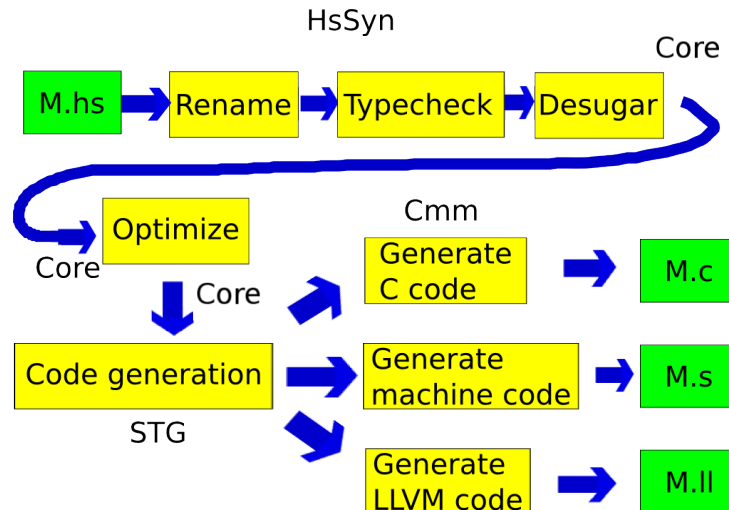 HsSyn
Core
M.hs
Rename
Typecheck
Desugar
Optimize
Core
Core
Cmm
Generate
C code
M.c
Code generation
STG
Generate
machine code
M.s
Generate
LLVM code
M.ll